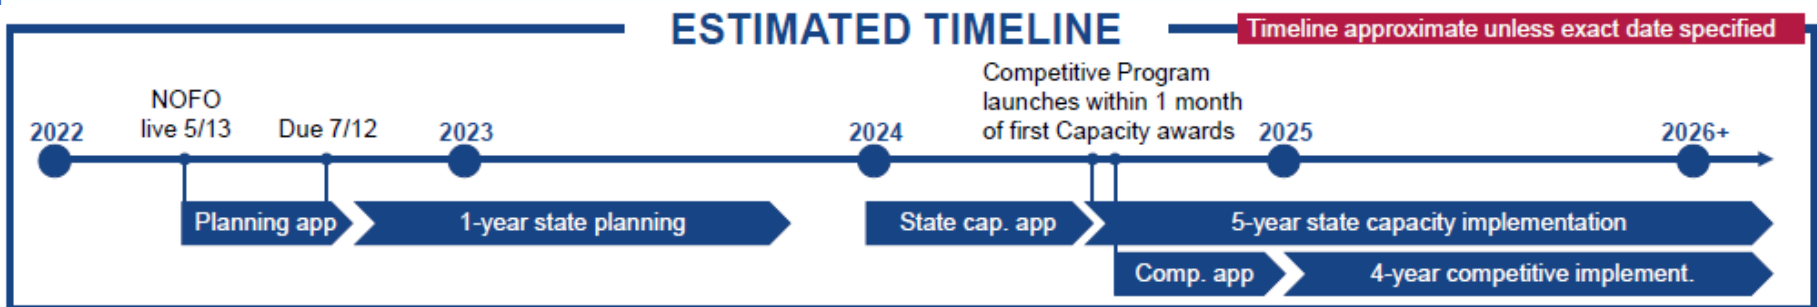 ESTIMATED TIMELINE
Timeline approximate unless exact date specified
2022
NOFO
live 5/13
Due 7/12
2023
2024
Competitive Program
launches within 1 month
of first Capacity awards
2025
2026+
Planning app
1-year state planning
State cap. app
5-year state capacity implementation
Comp. app
4-year competitive implement.